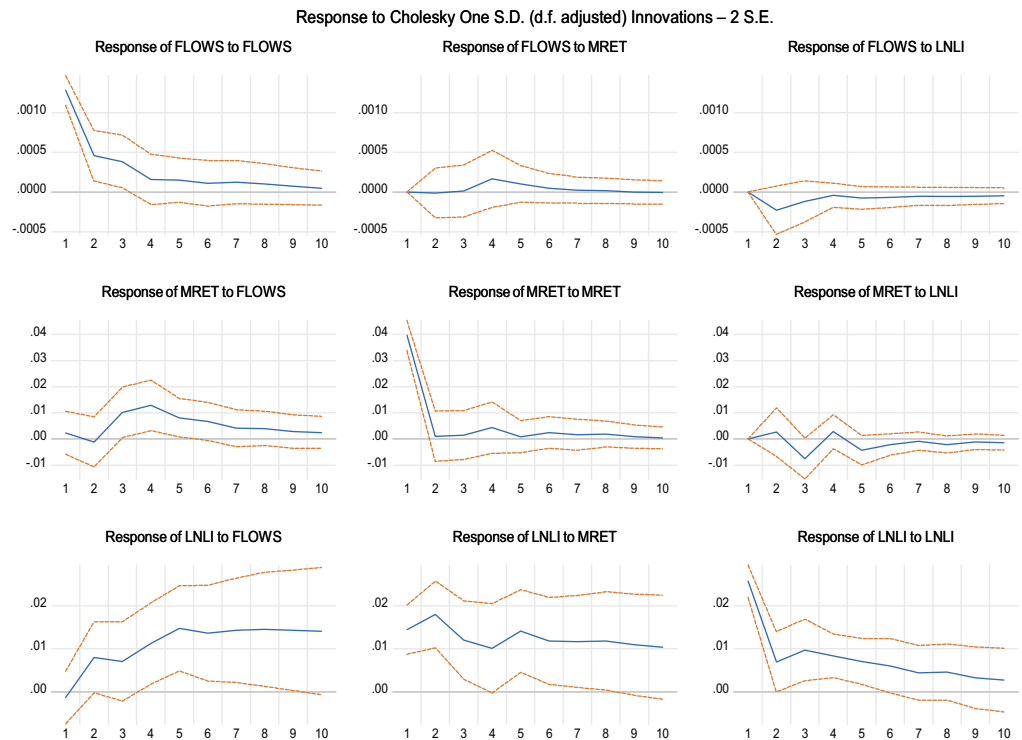 Response to Cholesky One S.D. (d.f. adjusted) Innovations – 2 S.E.
Response of FLOWS to FLOWS
.0010
.0005
.0000
-.0005
1 2 3 4 5 6 7 8 9 10
Response of FLOWS to MRET
.0010
.0005
.0000
-.0005
1 2 3 4 5 6 7 8 9 10
Response of FLOWS to LNLI
.0010
.0005
.0000
-.0005
1 2 3 4 5 6 7 8 9 10
Response of MRET to FLOWS
.04
.03
.02
.01
.00
-.01
1 2 3 4 5 6 7 8 9 10
Response of MRET to MRET
.04
.03
.02
.01
.00
-.01
1 2 3 4 5 6 7 8 9 10
Response of MRET to LNLI
.04
.03
.02
.01
.00
-.01
1 2 3 4 5 6 7 8 9 10
Response of LNLI to FLOWS
.02
.01
.00
1 2 3 4 5 6 7 8 9 10
Response of LNLI to MRET
.02
.01
.00
1 2 3 4 5 6 7 8 9 10
Response of LNLI to LNLI
.02
.01
.00
1 2 3 4 5 6 7 8 9 10